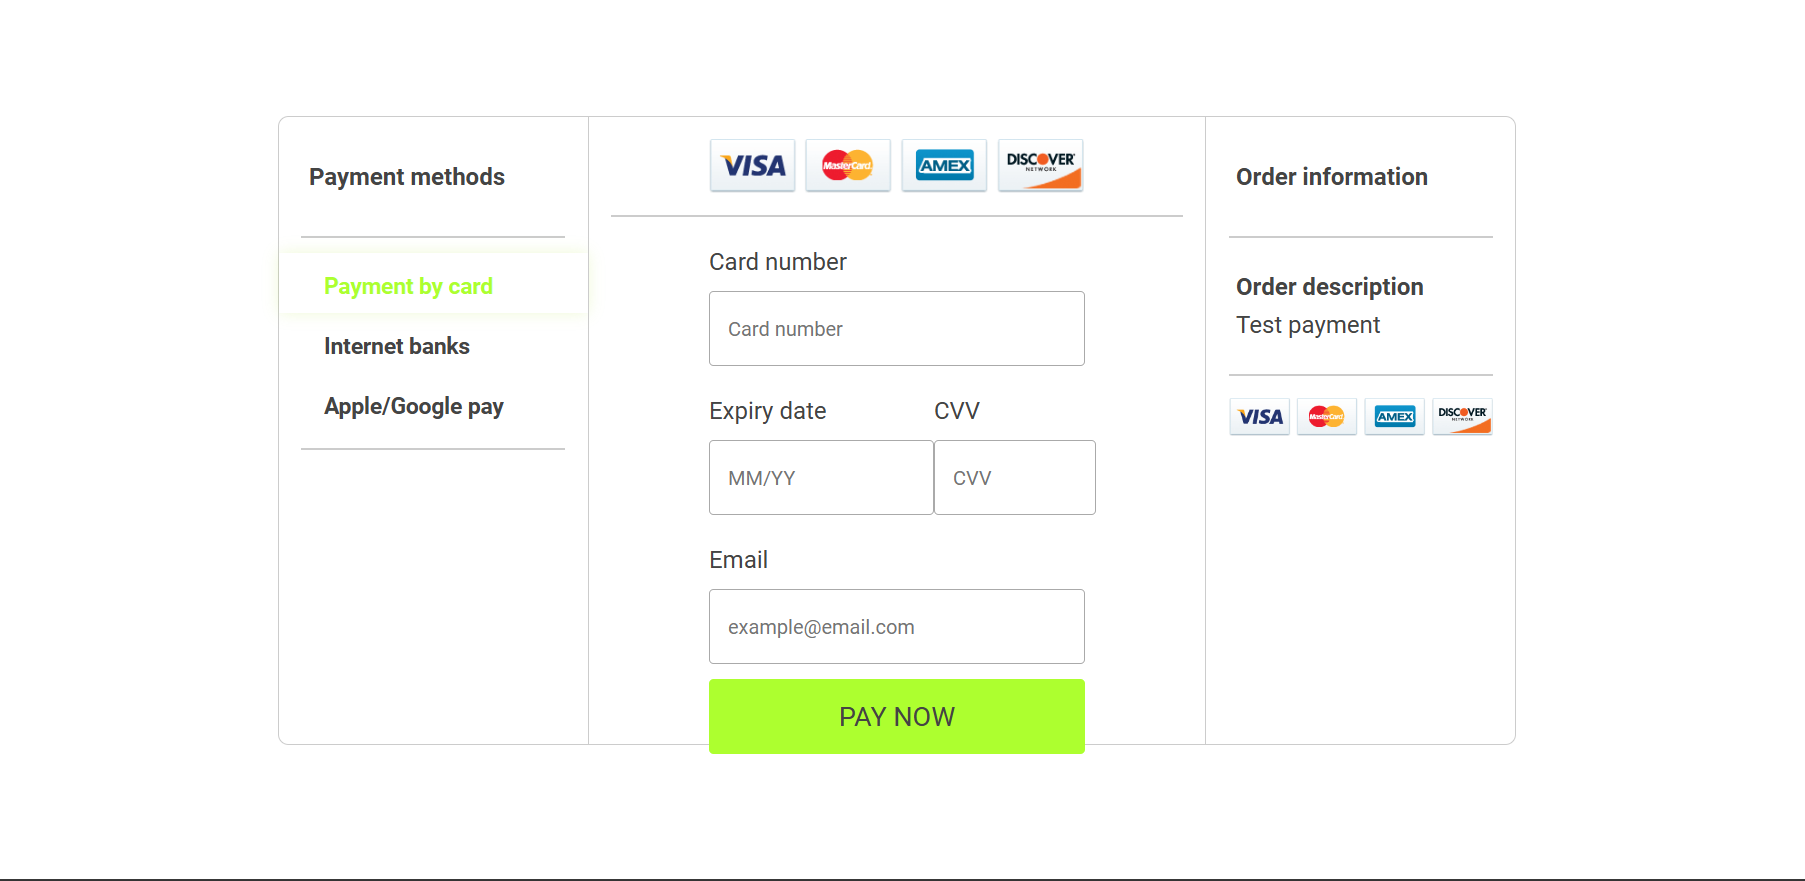 Payment methods
Payment by card
Internet banks
Apple/Google pay
VISA MasterCard AMEX DISCOVER NETWORK
Card number
Card number
Expiry date CVV
MM/YY CVV
Email
example@email.com
PAY NOW
Order information
Order description
Test payment
VISA MasterCard AMEX DISCOVER NETWORK